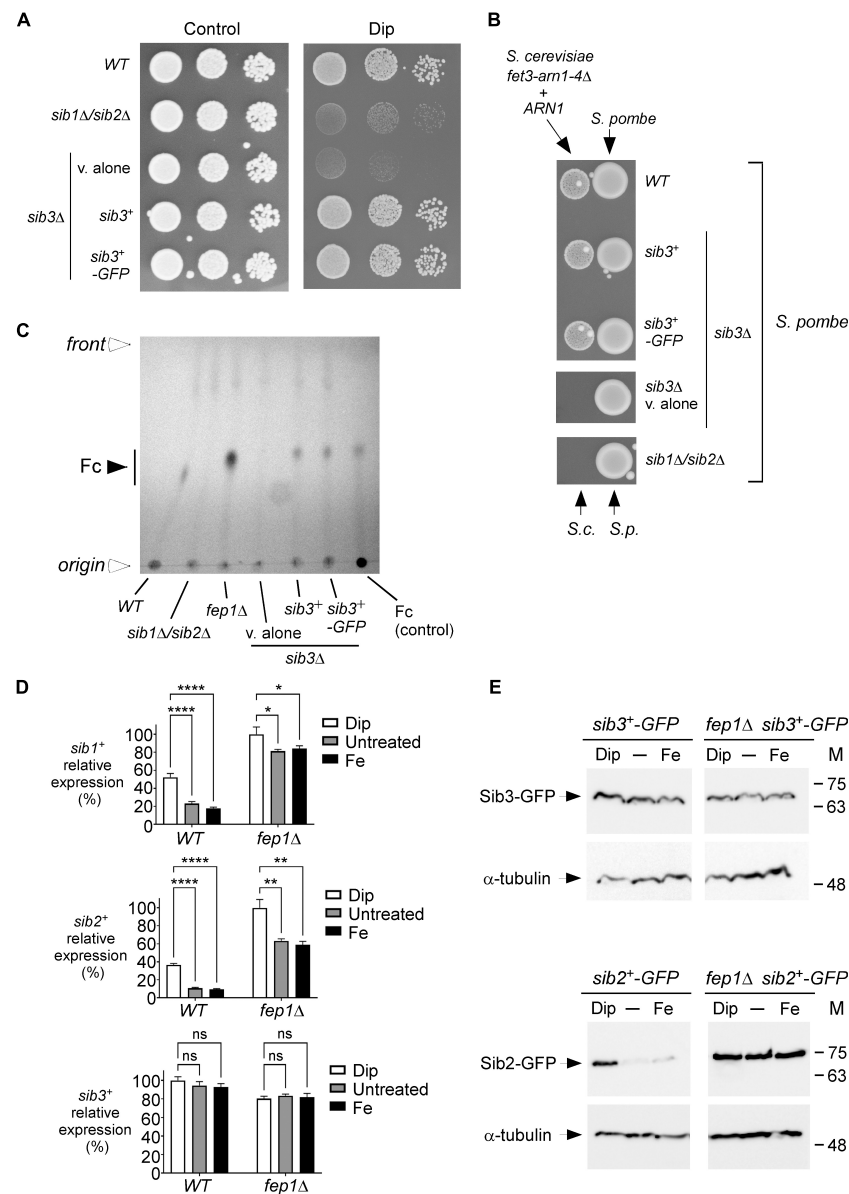 A
Control
Dip
WT
sib1Δ/sib2Δ
v. alone
sib3Δ
sib3+
sib3+
-GFP
B
S. cerevisiae
fet3-arn1-4Δ
+
ARN1
S. pombe
WT
sib3+
sib3+
-GFP
sib3Δ
S. pombe
sib3Δ
v. alone
sib1Δ/sib2Δ
S.c.
S.p.
C
front
Fc
origin
WT
sib1Δ/sib2Δ
fep1Δ
v. alone
sib3+
sib3+
-GFP
Fc
(control)
sib3Δ
D
sib1+
relative
expression
(%)
100
80
60
40
20
0
****
****
*
*
WT
fep1Δ
Dip
Untreated
Fe
sib2+
relative
expression
(%)
100
80
60
40
20
0
****
****
**
**
WT
fep1Δ
Dip
Untreated
Fe
sib3+
relative
expression
(%)
100
80
60
40
20
0
ns
ns
ns
ns
WT
fep1Δ
Dip
Untreated
Fe
E
sib3+-GFP
fep1Δ sib3+-GFP
Dip – Fe
Dip – Fe
M
Sib3-GFP
75
63
α-tubulin
48
sib2+-GFP
fep1Δ sib2+-GFP
Dip – Fe
Dip – Fe
M
Sib2-GFP
75
63
α-tubulin
48